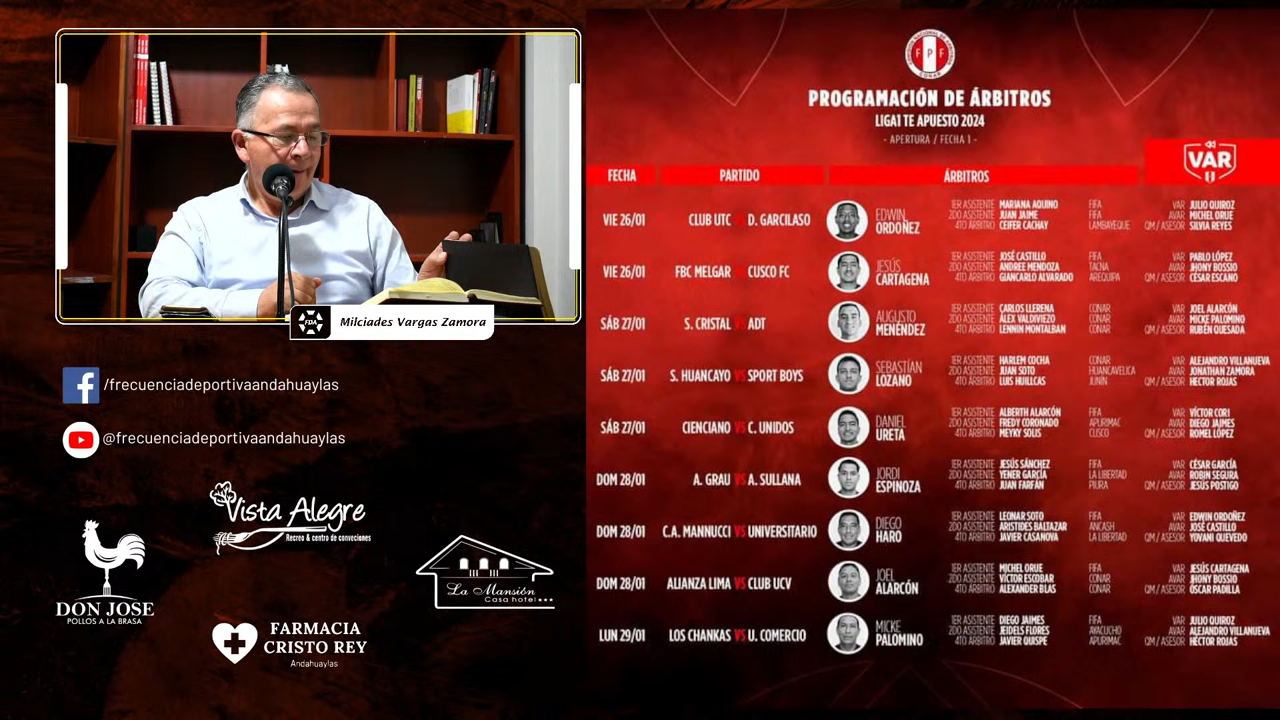 FDA
Milciades Vargas Zamora
/frecuenciadeportivaandahuaylas
@frecuenciadeportivaandahuaylas
Vista Alegre
Recreo & centro de conveciones
DON JOSE
POLLOS A LA BRASA
La Mansión
Casa hotel
FARMACIA
CRISTO REY
Andahuaylas
FPF
CONAR
PROGRAMACIÓN DE ÁRBITROS
LIGA1 TE APUESTO 2024
- APERTURA / FECHA 1 -
FECHA PARTIDO ÁRBITROS VAR
VIE 26/01 CLUB UTC VS D. GARCILASO EDWIN ORDOÑEZ
1ER ASISTENTE MARIANA AQUINO FIFA VAR JULIO QUIROZ
2DO ASISTENTE JUAN JAIME FIFA AVAR MICHEL ORUE
4TO ÁRBITRO CEIFER CACHAY LAMBAYEQUE QM / ASESOR SILVIA REYES
VIE 26/01 FBC MELGAR CUSCO FC JESÚS CARTAGENA
1ER ASISTENTE JOSÉ CASTILLO FIFA VAR PABLO LÓPEZ
2DO ASISTENTE ANDREE MENDOZA TACNA AVAR JHONY BOSSIO
4TO ÁRBITRO GIANCARLO ALVARADO AREQUIPA QM / ASESOR CÉSAR ESCANO
SÁB 27/01 S. CRISTAL VS ADT AUGUSTO MENÉNDEZ
1ER ASISTENTE CARLOS LLERENA CONAR VAR JOEL ALARCÓN
2DO ASISTENTE ÁLEX VALDIVIEZO CONAR AVAR MICKE PALOMINO
4TO ÁRBITRO LENNIN MONTALBAN CONAR QM / ASESOR RUBÉN QUESADA
SÁB 27/01 S. HUANCAYO VS SPORT BOYS SEBASTÍAN LOZANO
1ER ASISTENTE HARLEM COCHA CONAR VAR ALEJANDRO VILLANUEVA
2DO ASISTENTE JUAN SOTO HUANCAVELICA AVAR JONATHAN ZAMORA
4TO ÁRBITRO LUIS HUILLCAS JUNÍN QM / ASESOR HÉCTOR ROJAS
SÁB 27/01 CIENCIANO VS C. UNIDOS DANIEL URETA
1ER ASISTENTE ALBERTH ALARCÓN FIFA VAR VÍCTOR CORI
2DO ASISTENTE FREDY CORONADO APURIMAC AVAR DIEGO JAIMES
4TO ÁRBITRO MEYKY SOLIS CUSCO QM / ASESOR ROMEL LÓPEZ
DOM 28/01 A. GRAU VS A. SULLANA JORDI ESPINOZA
1ER ASISTENTE JESÚS SÁNCHEZ FIFA VAR CÉSAR GARCÍA
2DO ASISTENTE YENER GARCÍA LA LIBERTAD AVAR ROBIN SEGURA
4TO ÁRBITRO JUAN FARFÁN PIURA QM / ASESOR JESÚS POSTIGO
DOM 28/01 C.A. MANNUCCI VS UNIVERSITARIO DIEGO HARO
1ER ASISTENTE LEONAR SOTO FIFA VAR EDWIN ORDOÑEZ
2DO ASISTENTE ARISTIDES BALTAZAR ANCASH AVAR JOSÉ CASTILLO
4TO ÁRBITRO JAVIER CASANOVA LA LIBERTAD QM / ASESOR YOVANI QUEVEDO
DOM 28/01 ALIANZA LIMA VS CLUB UCV JOEL ALARCÓN
1ER ASISTENTE MICHEL ORUE FIFA VAR JESÚS CARTAGENA
2DO ASISTENTE VÍCTOR ESCOBAR CONAR AVAR JHONY BOSSIO
4TO ÁRBITRO ALEXANDER BLAS CONAR QM / ASESOR OSCAR PADILLA
LUN 29/01 LOS CHANKAS VS U. COMERCIO MICKE PALOMINO
1ER ASISTENTE DIEGO JAIMES FIFA VAR JULIO QUIROZ
2DO ASISTENTE JEIDELS FLORES AYACUCHO AVAR ALEJANDRO VILLANUEVA
4TO ÁRBITRO JAVIER QUISPE APURIMAC QM / ASESOR HÉCTOR ROJAS